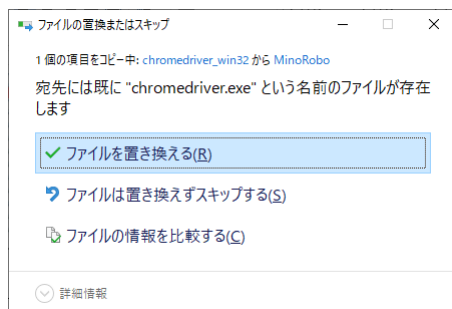 ファイルの置換またはスキップ
1 個の項目をコピー中: chromedriver_win32 から MinoRobo
宛先には既に "chromedriver.exe" という名前のファイルが存在
します
ファイルを置き換える(R)
ファイルは置き換えずスキップする(S)
ファイルの情報を比較する(C)
詳細情報